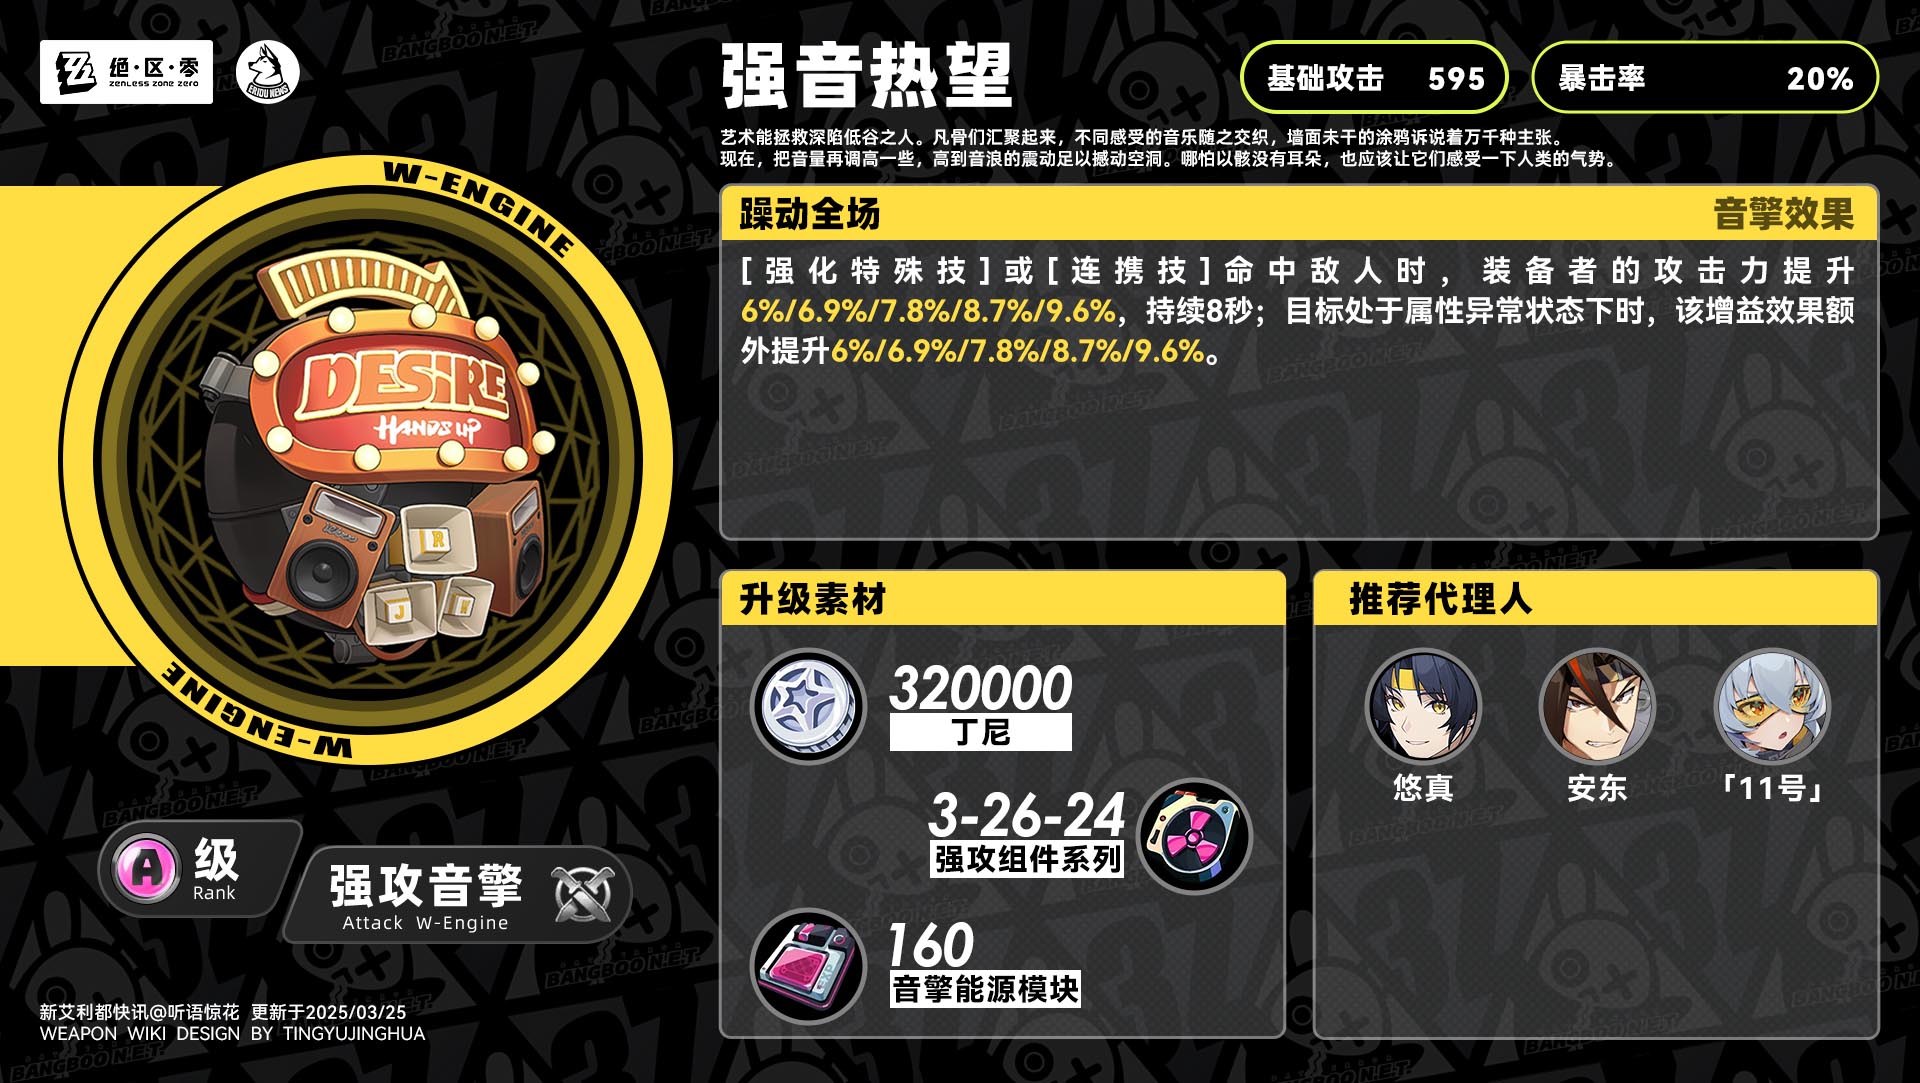 绝·区·零
ZENLESS ZONE ZERO
ERIDU NEWS
W-ENGINE
DESIRE
HANDS UP
R
J
W
W-ENGINE
A级
Rank
强攻音擎
Attack W-Engine
新艾利都快讯@听语惊花 更新于2025/03/25
WEAPON WIKI DESIGN BY TINGYUJINGHUA
强音热望
基础攻击 595
暴击率 20%
艺术能拯救深陷低谷之人。凡骨们汇聚起来，不同感受的音乐随之交织，墙面未干的涂鸦诉说着万千种主张。
现在，把音量再调高一些，高到音浪的震动足以撼动空洞。哪怕以骸没有耳朵，也应该让它们感受一下人类的气势。
躁动全场 音擎效果
[强化特殊技]或[连携技]命中敌人时，装备者的攻击力提升
6%/6.9%/7.8%/8.7%/9.6%，持续8秒；目标处于属性异常状态下时，该增益效果额
外提升6%/6.9%/7.8%/8.7%/9.6%。
升级素材
320000
丁尼
3-26-24
强攻组件系列
160
音擎能源模块
推荐代理人
悠真
安东
「11号」
BANGBOO N.E.T.